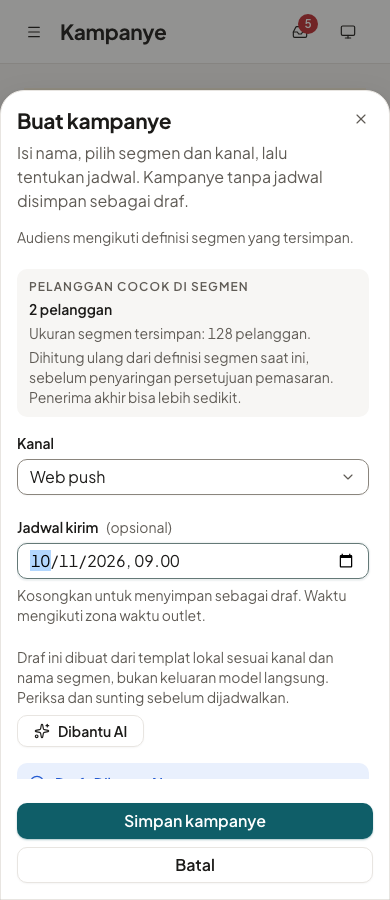 Kampanye
5
Buat kampanye
Isi nama, pilih segmen dan kanal, lalu
tentukan jadwal. Kampanye tanpa jadwal
disimpan sebagai draf.
Audiens mengikuti definisi segmen yang tersimpan.
PELANGGAN COCOK DI SEGMEN
2 pelanggan
Ukuran segmen tersimpan: 128 pelanggan.
Dihitung ulang dari definisi segmen saat ini,
sebelum penyaringan persetujuan pemasaran.
Penerima akhir bisa lebih sedikit.
Kanal
Web push
Jadwal kirim (opsional)
10/11/2026, 09.00
Kosongkan untuk menyimpan sebagai draf. Waktu
mengikuti zona waktu outlet.
Draf ini dibuat dari templat lokal sesuai kanal dan
nama segmen, bukan keluaran model langsung.
Periksa dan sunting sebelum dijadwalkan.
Dibantu AI
Simpan kampanye
Batal